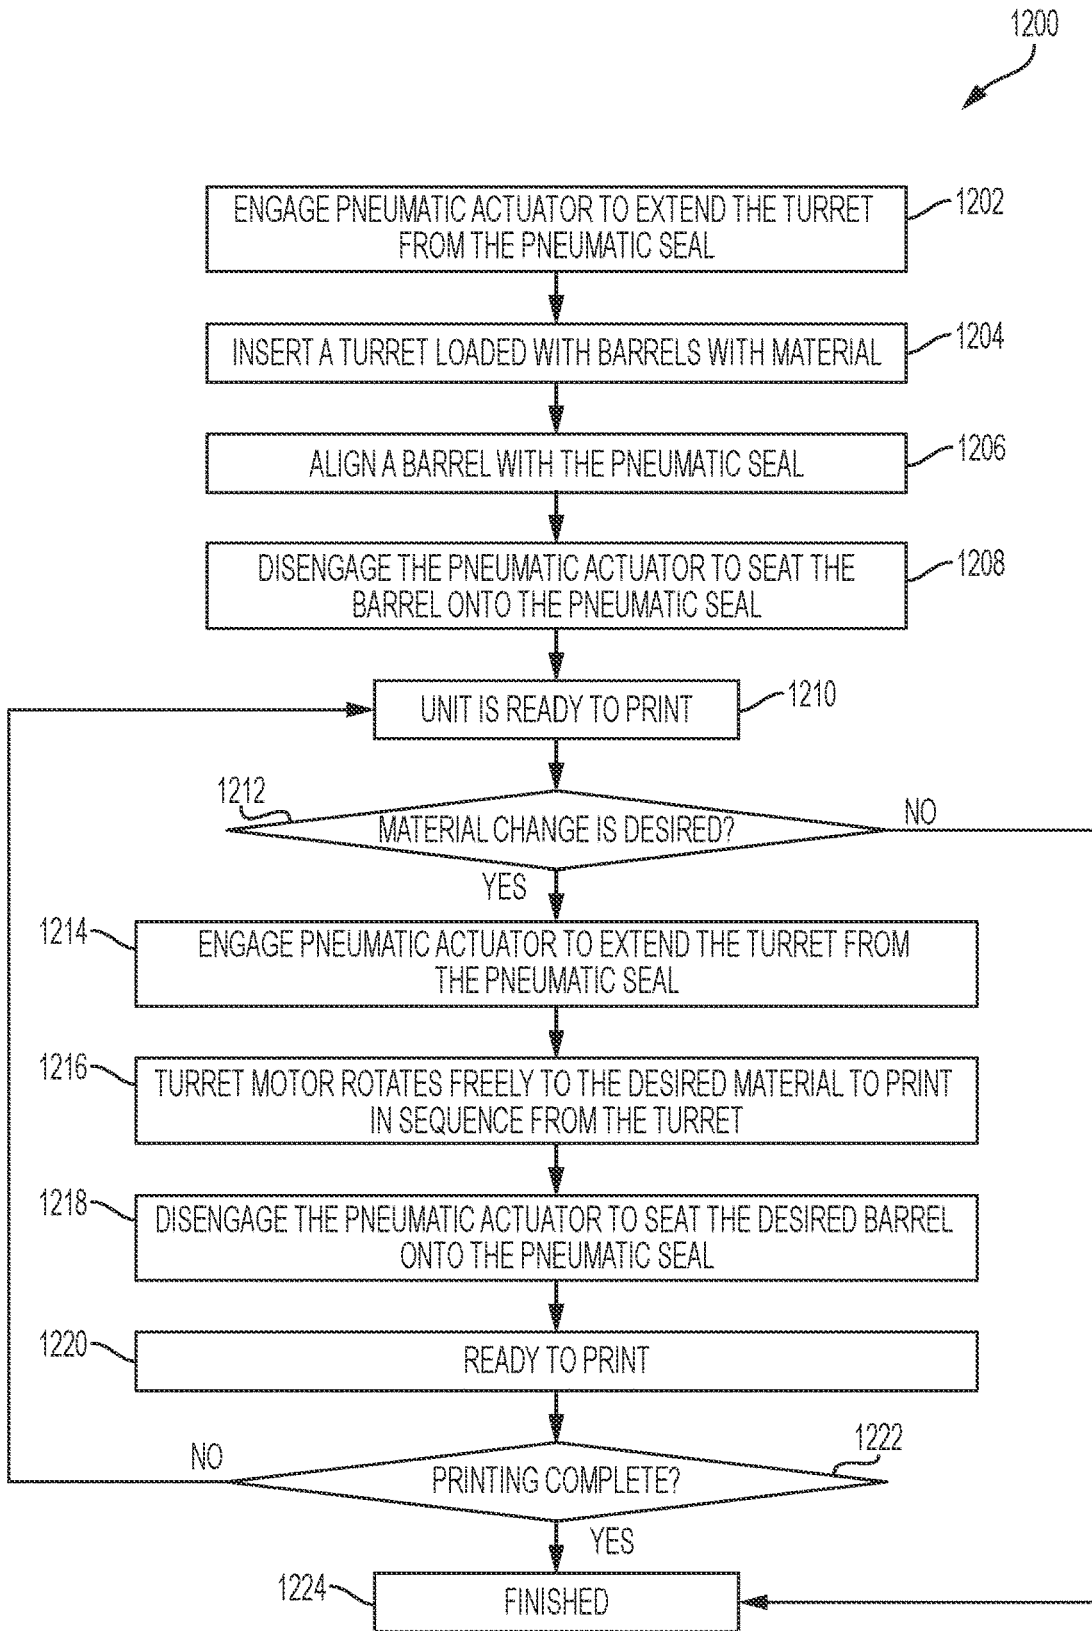 1200
ENGAGE PNEUMATIC ACTUATOR TO EXTEND THE TURRET
FROM THE PNEUMATIC SEAL
1202
INSERT A TURRET LOADED WITH BARRELS WITH MATERIAL
1204
ALIGN A BARREL WITH THE PNEUMATIC SEAL
1206
DISENGAGE THE PNEUMATIC ACTUATOR TO SEAT THE
BARREL ONTO THE PNEUMATIC SEAL
1208
UNIT IS READY TO PRINT
1210
1212
MATERIAL CHANGE IS DESIRED?
NO
YES
1214
ENGAGE PNEUMATIC ACTUATOR TO EXTEND THE TURRET FROM
THE PNEUMATIC SEAL
1216
TURRET MOTOR ROTATES FREELY TO THE DESIRED MATERIAL TO PRINT
IN SEQUENCE FROM THE TURRET
1218
DISENGAGE THE PNEUMATIC ACTUATOR TO SEAT THE DESIRED BARREL
ONTO THE PNEUMATIC SEAL
1220
READY TO PRINT
NO
PRINTING COMPLETE?
1222
YES
1224
FINISHED